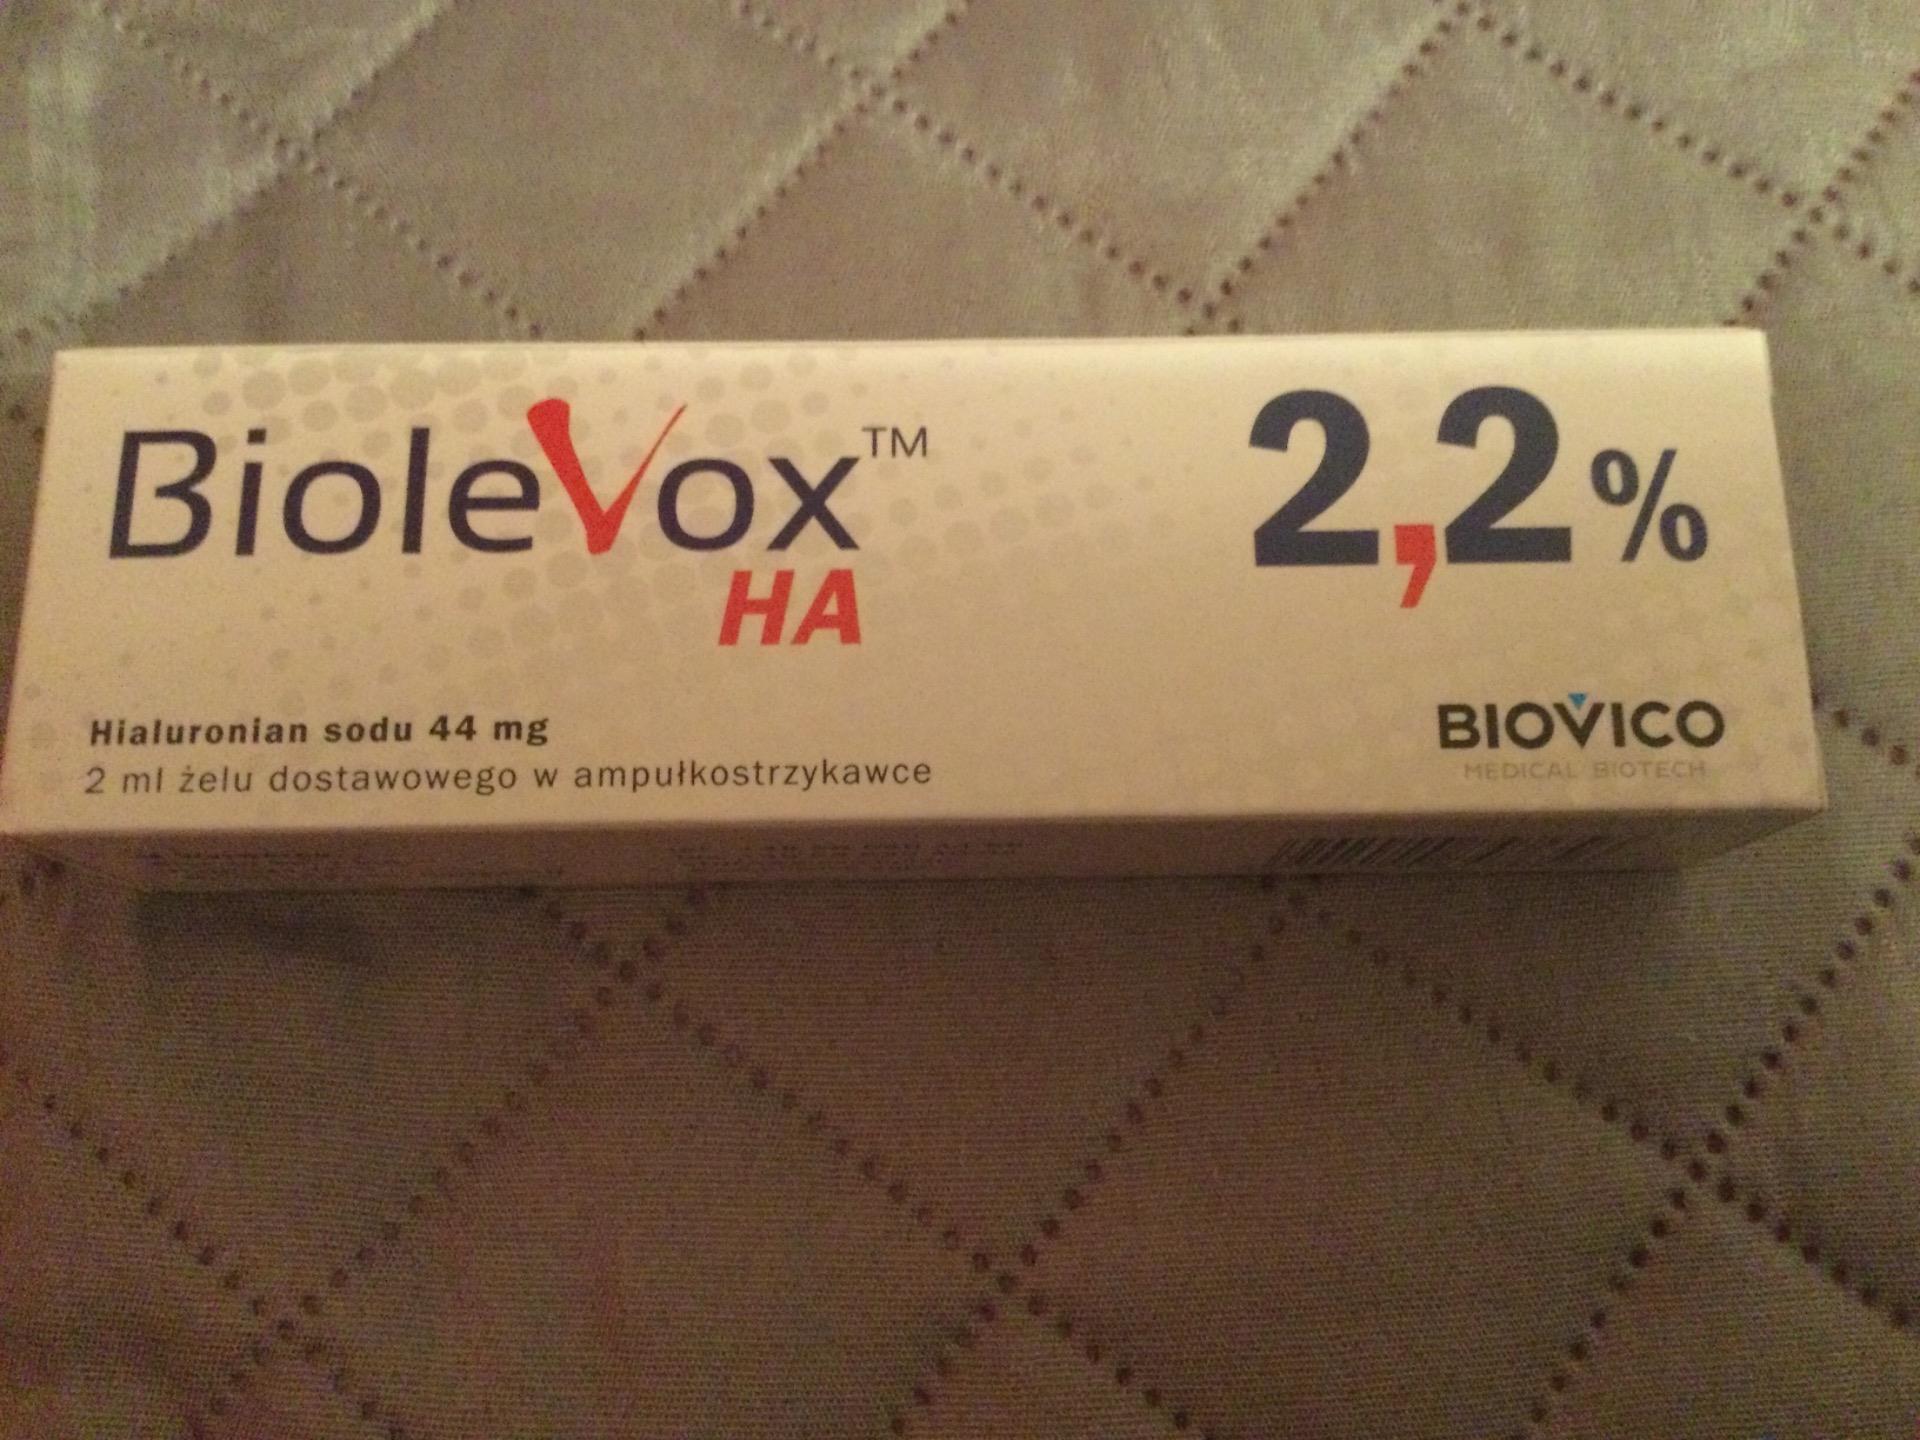 BioleVox™
HA
2,2%
Hialuronian sodu 44 mg
2 ml żelu dostawowego w ampułkostrzykawce
BIOVICO
MEDICAL BIOTECH